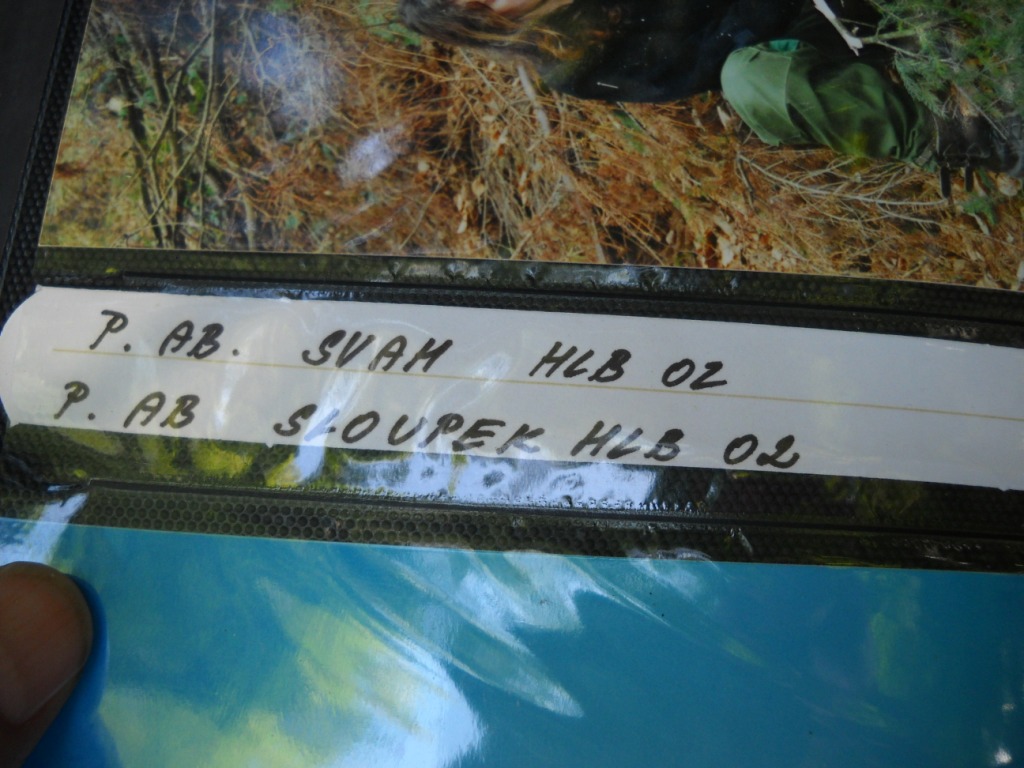 P. AB. SVAH HLB 02
P. AB SLOUPEK HLB 02